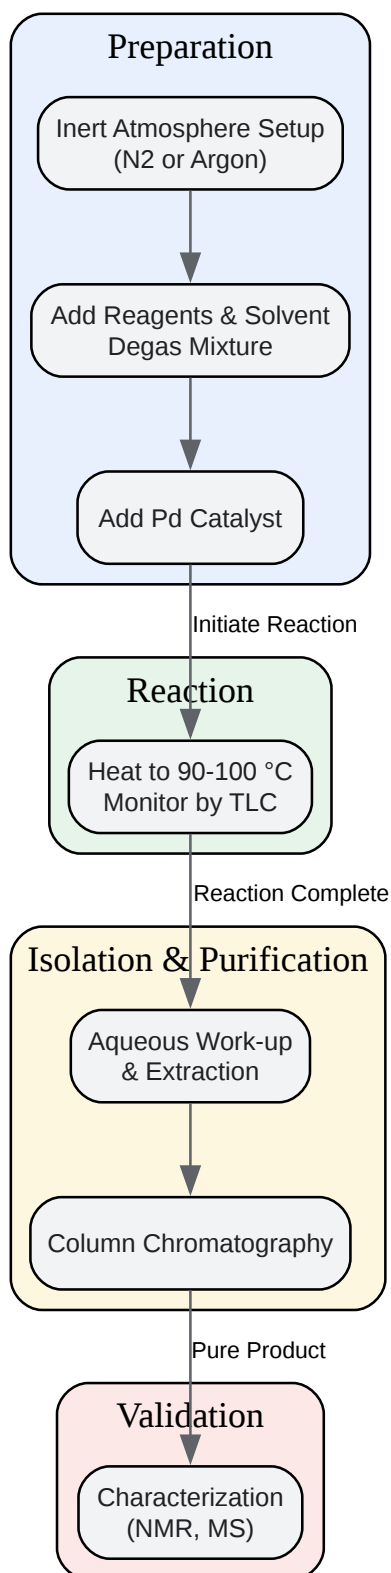 Preparation
Inert Atmosphere Setup
(N2 or Argon)
Add Reagents & Solvent
Degas Mixture
Add Pd Catalyst
Initiate Reaction
Reaction
Heat to 90-100 °C
Monitor by TLC
Reaction Complete
Isolation & Purification
Aqueous Work-up
& Extraction
Column Chromatography
Pure Product
Validation
Characterization
(NMR, MS)